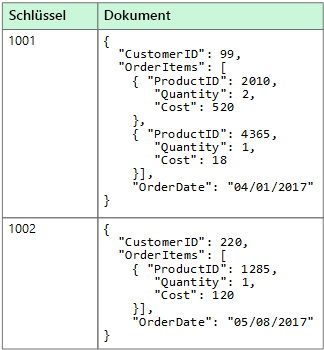 Schlüssel Dokument
1001 {
"CustomerID": 99,
"OrderItems": [
{ "ProductID": 2010,
"Quantity": 2,
"Cost": 520
},
{ "ProductID": 4365,
"Quantity": 1,
"Cost": 18
}],
"OrderDate": "04/01/2017"
}
1002 {
"CustomerID": 220,
"OrderItems": [
{ "ProductID": 1285,
"Quantity": 1,
"Cost": 120
}],
"OrderDate": "05/08/2017"
}